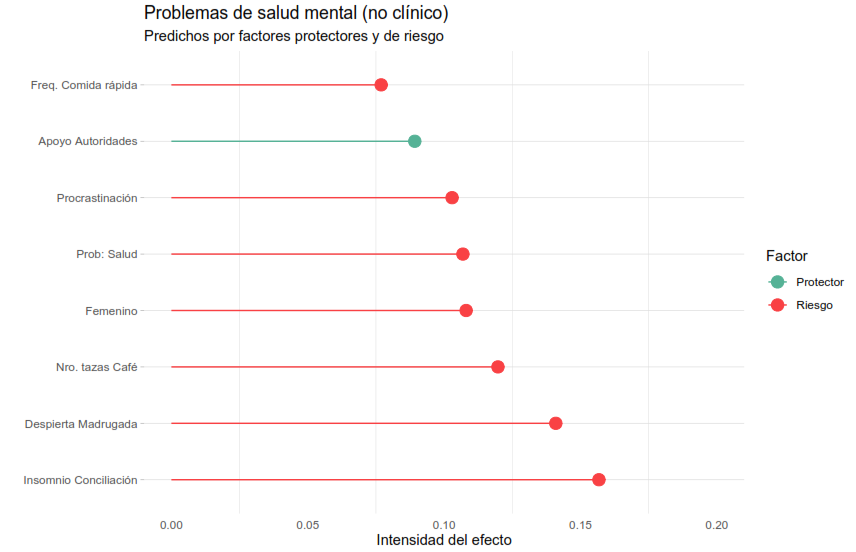 Problemas de salud mental (no clínico)
Predichos por factores protectores y de riesgo
Freq. Comida rápida
Apoyo Autoridades
Procrastinación
Prob: Salud
Femenino
Nro. tazas Café
Despierta Madrugada
Insomnio Conciliación
0.00 0.05 0.10 0.15 0.20
Intensidad del efecto
Factor
Protector
Riesgo